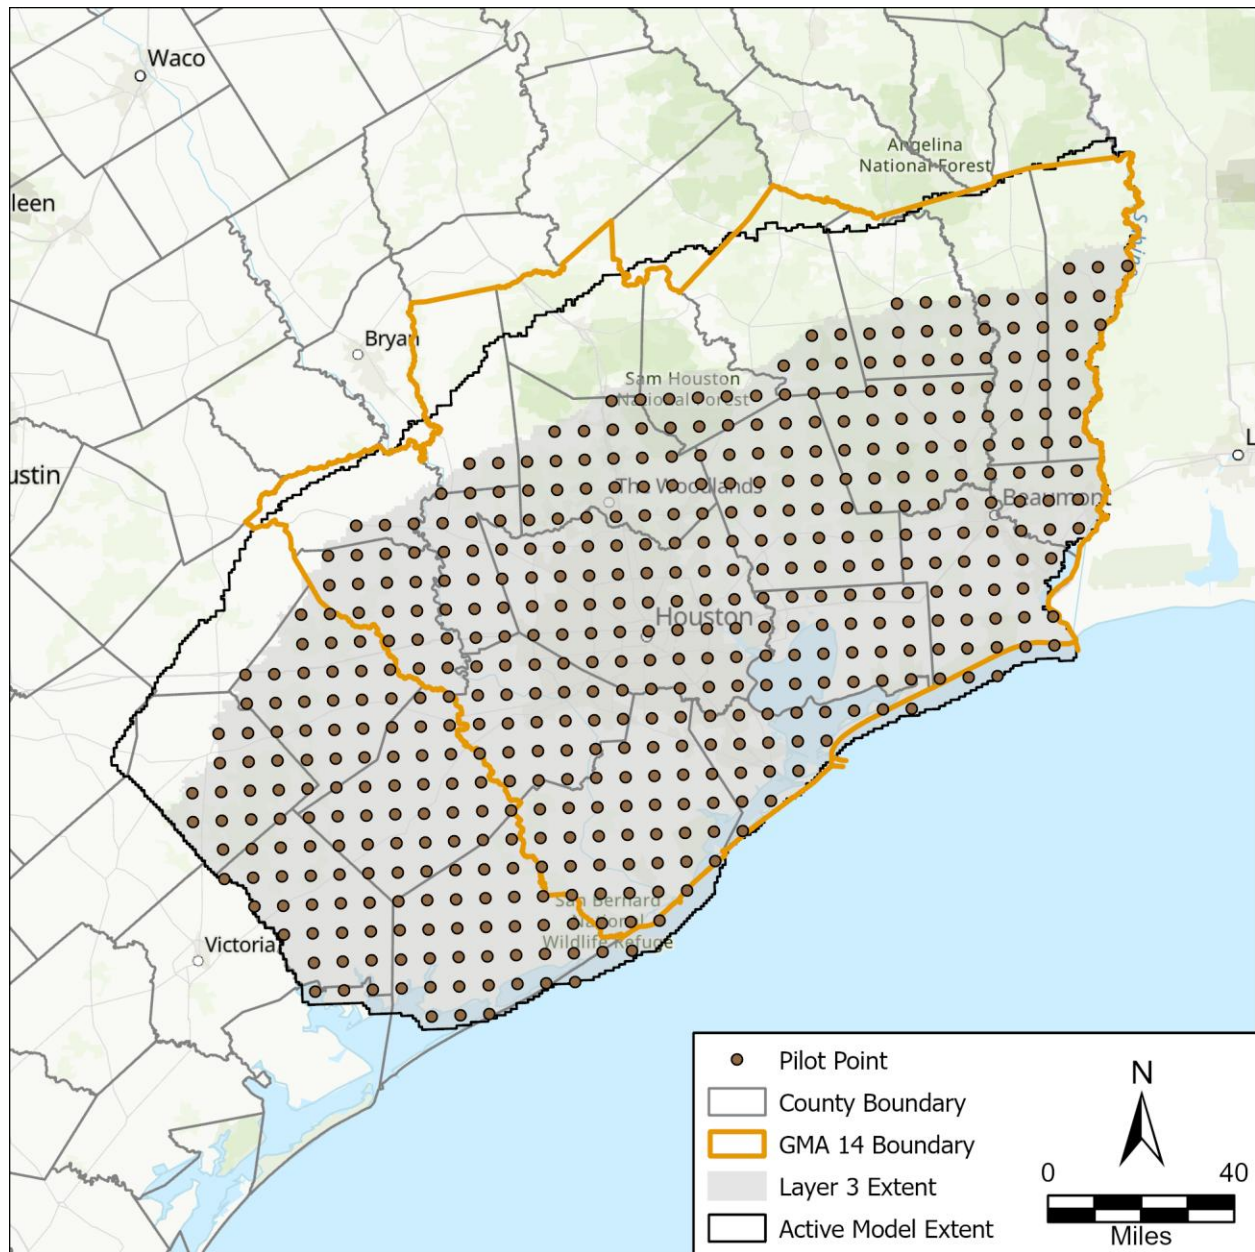 Waco
Angelina
National Forest
leen
Bryan
Sam Houston
National Forest
ustin
L
The Woodlands
Beaumon
Houston
San Bernard
National
Wildlife Refuge
Victoria
Pilot Point
County Boundary
GMA 14 Boundary
Layer 3 Extent
Active Model Extent
N
0 40
Miles